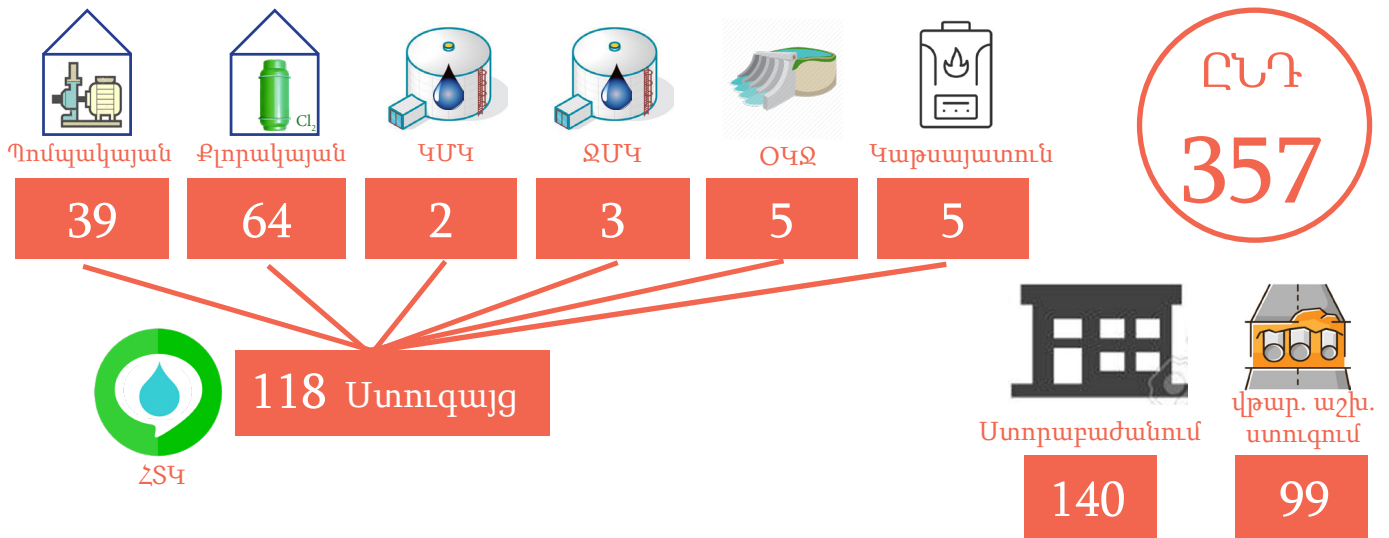 ԸՆԴ
357
Cl2
Պոմպակայան
Քլորակայան
ԿՄԿ
ՋՄԿ
ՕԿՋ
Կաթսայատուն
39
64
2
3
5
5
118 Ստուգայց
ՀՏԿ
Ստորաբաժանում
140
վթար. աշխ.
ստուգում
99